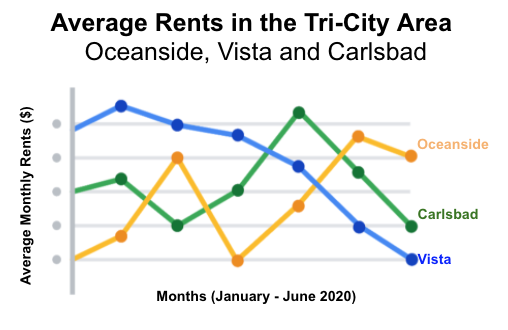 Average Rents in the Tri-City Area
Oceanside, Vista and Carlsbad
Average Monthly Rents ($)
Oceanside
Carlsbad
Vista
Months (January - June 2020)